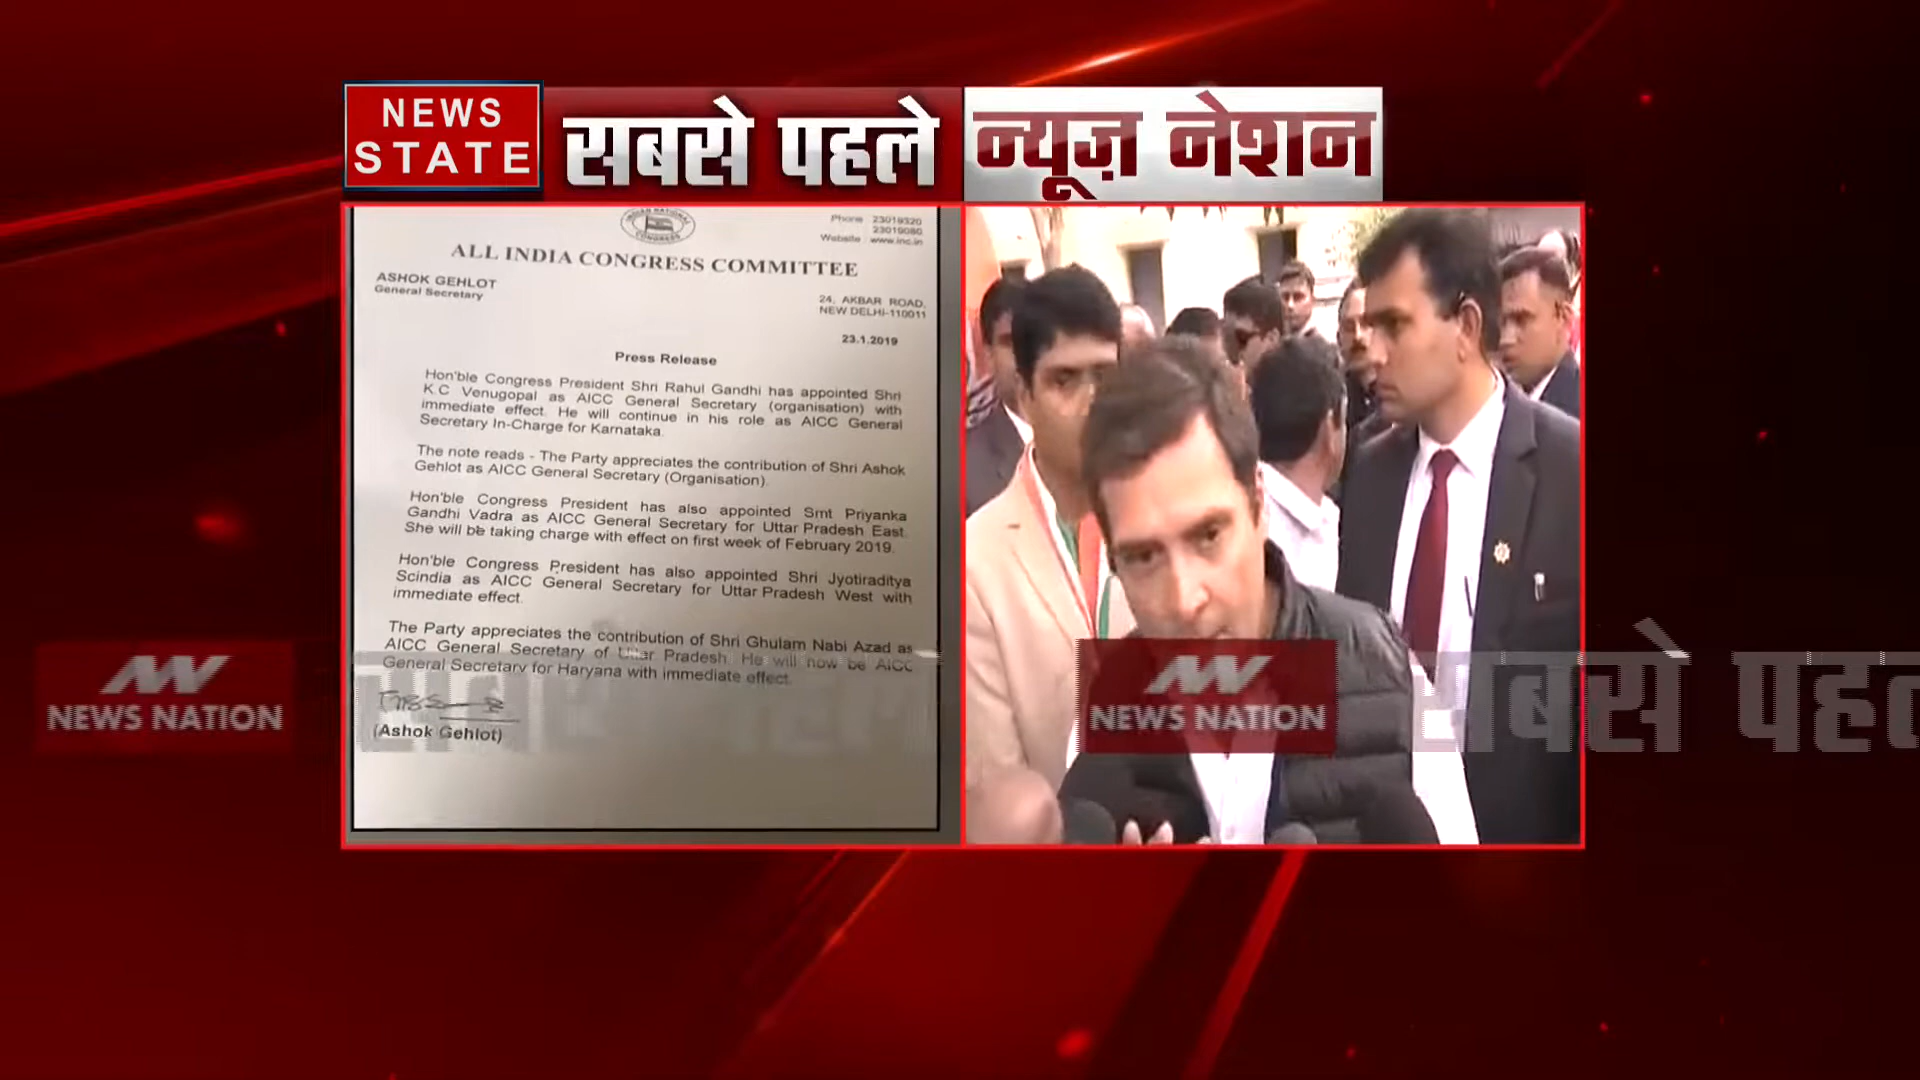 NEWS
STATE
सबसे पहले न्यूज़ नेशन
INDIAN NATIONAL
CONGRESS
Phone 23019320
23019080
Website www.inc.in
ALL INDIA CONGRESS COMMITTEE
ASHOK GEHLOT
General Secretary
24, AKBAR ROAD,
NEW DELHI-110011
23.1.2019
Press Release
Hon'ble Congress President Shri Rahul Gandhi has appointed Shri
K.C Venugopal as AICC General Secretary (organisation) with
immediate effect. He will continue in his role as AICC General
Secretary In-Charge for Karnataka.
The note reads - The Party appreciates the contribution of Shri Ashok
Gehlot as AICC General Secretary (Organisation).
Hon'ble Congress President has also appointed Smt Priyanka
Gandhi Vadra as AICC General Secretary for Uttar Pradesh East.
She will be taking charge with effect on first week of February 2019.
Hon'ble Congress President has also appointed Shri Jyotiraditya
Scindia as AICC General Secretary for Uttar Pradesh West with
immediate effect.
The Party appreciates the contribution of Shri Ghulam Nabi Azad as
AICC General Secretary of Uttar Pradesh. He will now be AICC
General Secretary for Haryana with immediate effect.
(Ashok Gehlot)
NEWS NATION
NEWS NATION
सबसे